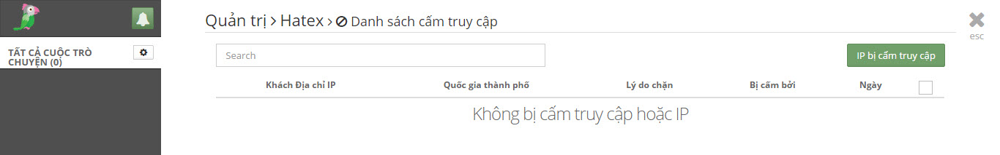 Quản trị > Hatex > Danh sách cấm truy cập
esc
TẤT CẢ CUỘC TRÒ
CHUYỆN (0)
Search
IP bị cấm truy cập
Khách Địa chỉ IP Quốc gia thành phố Lý do chặn Bị cấm bởi Ngày
Không bị cấm truy cập hoặc IP